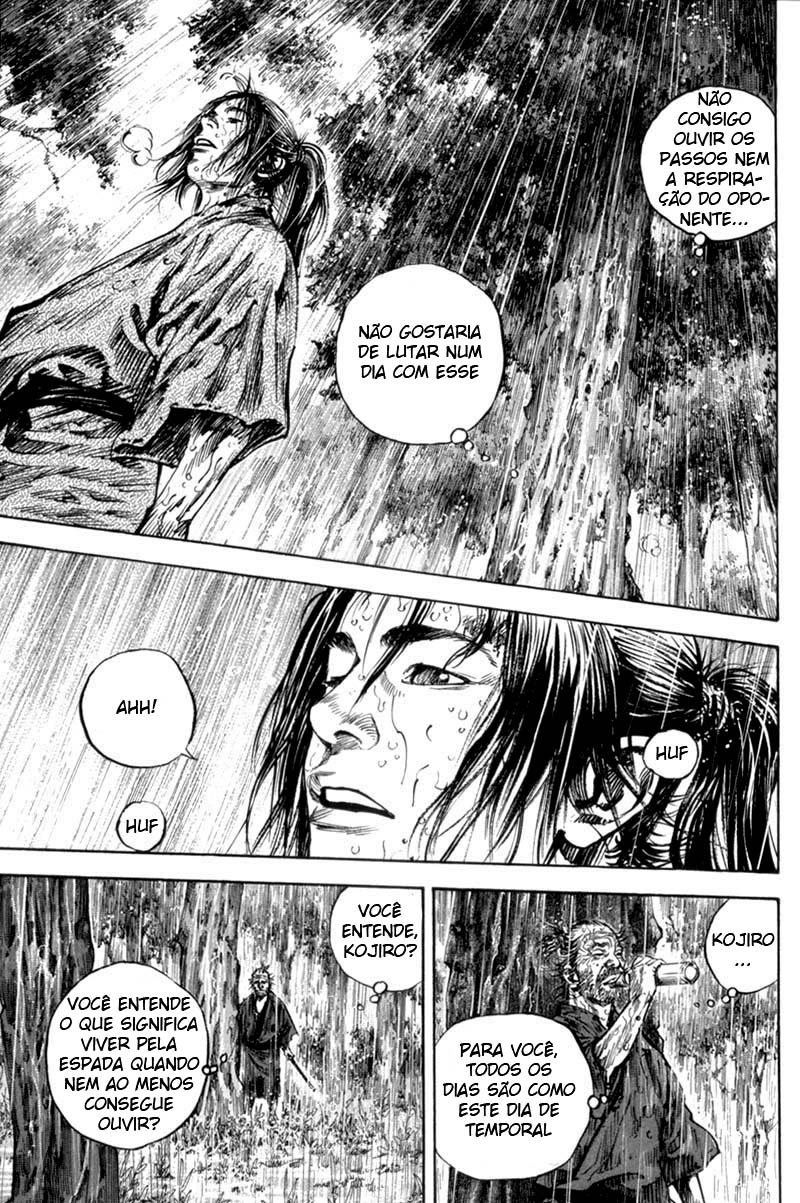 NÃO
CONSIGO
OUVIR OS
PASSOS NEM
A RESPIRA-
ÇÃO DO OPO-
NENTE...
NÃO GOSTARIA
DE LUTAR NUM
DIA COM ESSE
HUF
AHH!
HUF
KOJIRO
...
PARA VOCÊ,
TODOS OS
DIAS SÃO COMO
ESTE DIA DE
TEMPORAL
VOCÊ
ENTENDE,
KOJIRO?
VOCÊ ENTENDE
O QUE SIGNIFICA
VIVER PELA
ESPADA QUANDO
NEM AO MENOS
CONSEGUE
OUVIR?